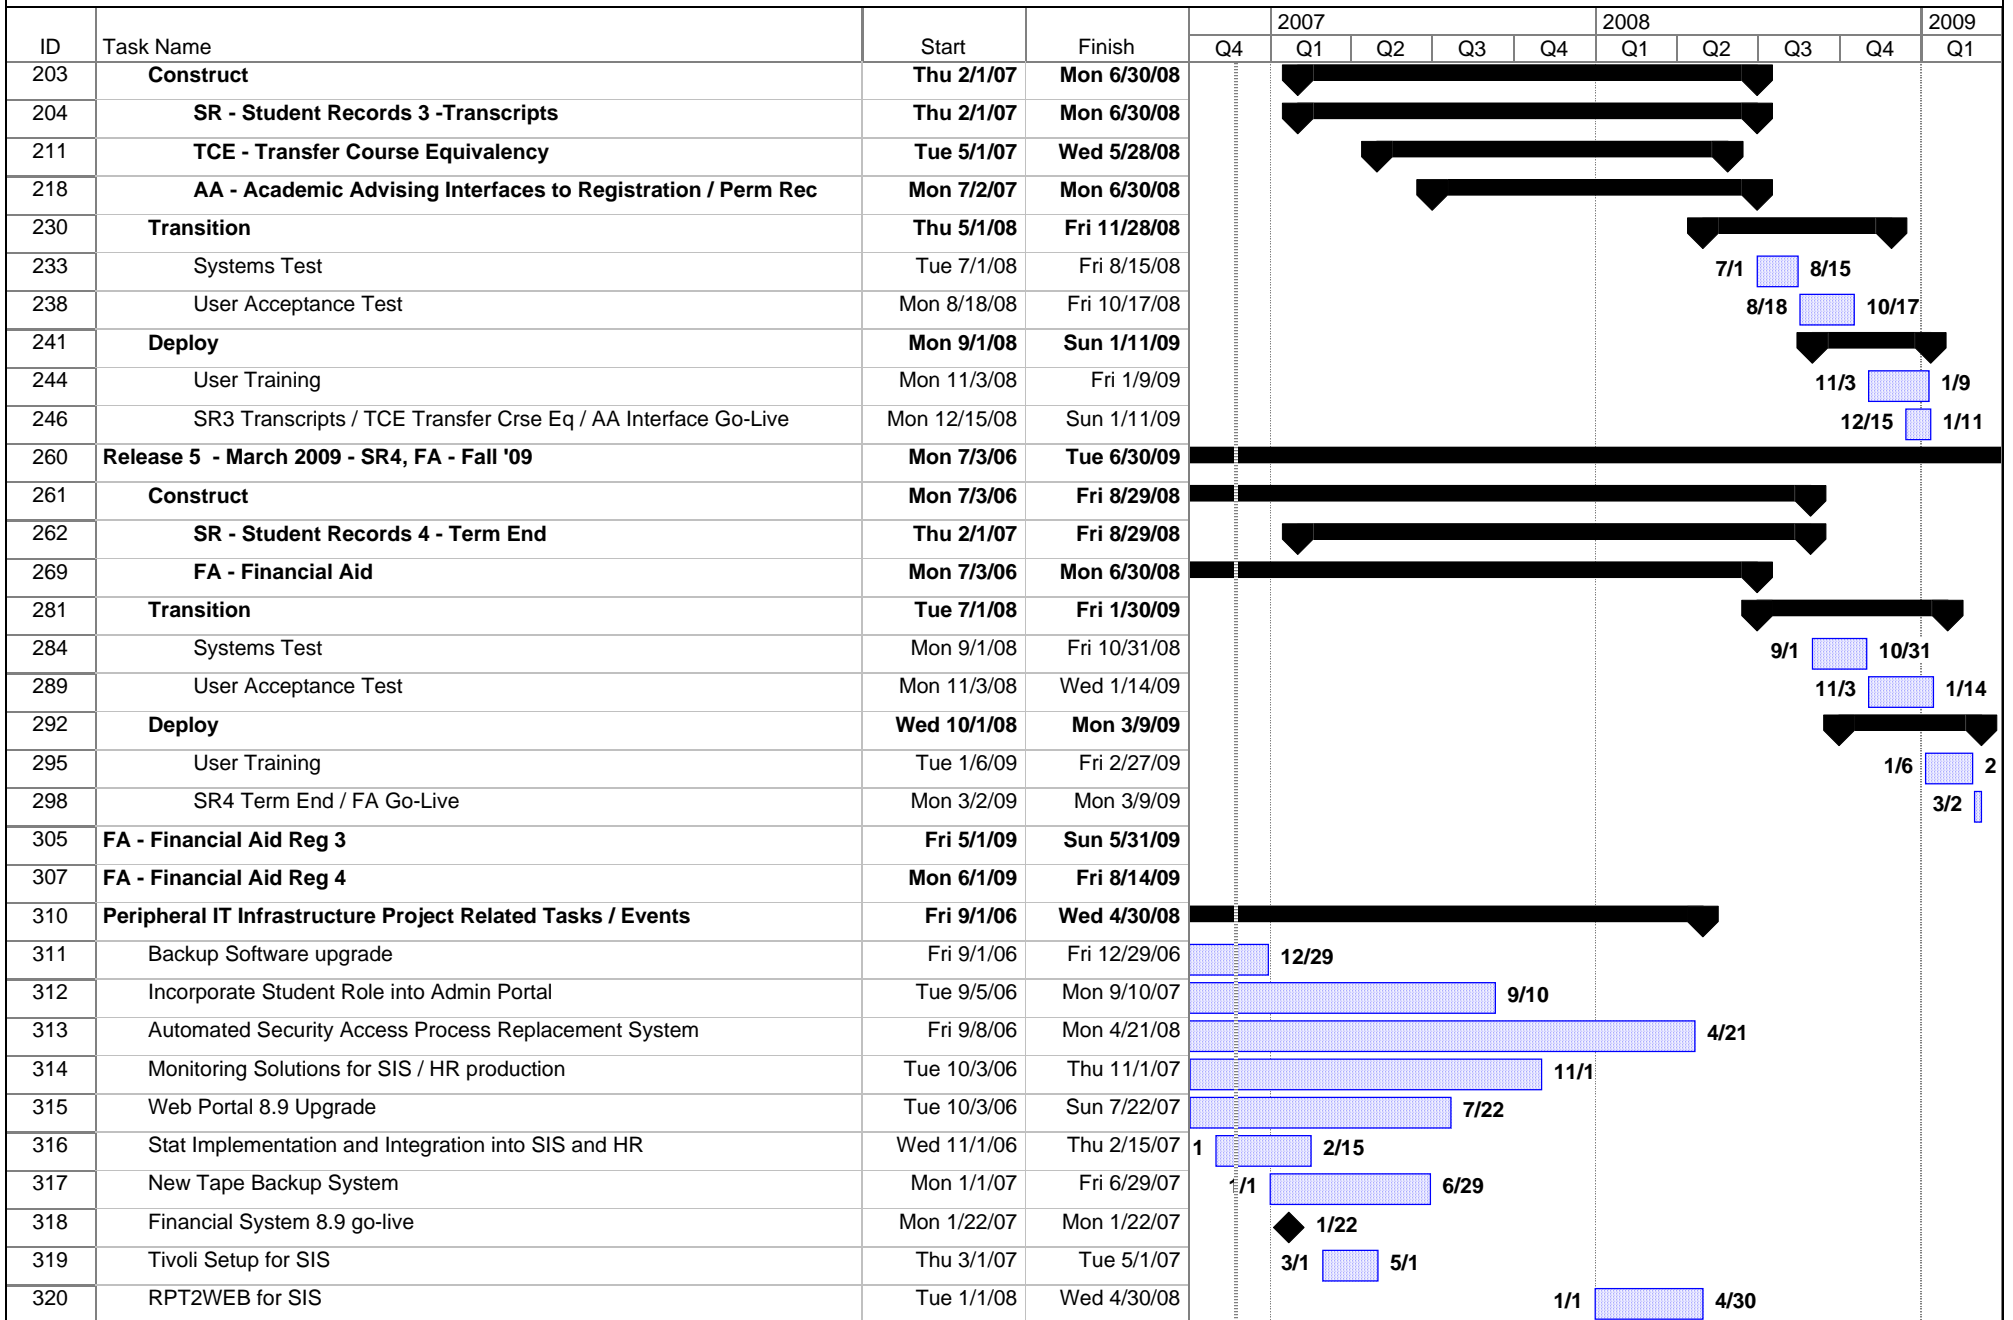 2007 2008 2009
ID Task Name Start Finish Q4 Q1 Q2 Q3 Q4 Q1 Q2 Q3 Q4 Q1
203 Construct Thu 2/1/07 Mon 6/30/08
204 SR - Student Records 3 -Transcripts Thu 2/1/07 Mon 6/30/08
211 TCE - Transfer Course Equivalency Tue 5/1/07 Wed 5/28/08
218 AA - Academic Advising Interfaces to Registration / Perm Rec Mon 7/2/07 Mon 6/30/08
230 Transition Thu 5/1/08 Fri 11/28/08
233 Systems Test Tue 7/1/08 Fri 8/15/08 7/1 8/15
238 User Acceptance Test Mon 8/18/08 Fri 10/17/08 8/18 10/17
241 Deploy Mon 9/1/08 Sun 1/11/09
244 User Training Mon 11/3/08 Fri 1/9/09 11/3 1/9
246 SR3 Transcripts / TCE Transfer Crse Eq / AA Interface Go-Live Mon 12/15/08 Sun 1/11/09 12/15 1/11
260 Release 5 - March 2009 - SR4, FA - Fall '09 Mon 7/3/06 Tue 6/30/09
261 Construct Mon 7/3/06 Fri 8/29/08
262 SR - Student Records 4 - Term End Thu 2/1/07 Fri 8/29/08
269 FA - Financial Aid Mon 7/3/06 Mon 6/30/08
281 Transition Tue 7/1/08 Fri 1/30/09
284 Systems Test Mon 9/1/08 Fri 10/31/08 9/1 10/31
289 User Acceptance Test Mon 11/3/08 Wed 1/14/09 11/3 1/14
292 Deploy Wed 10/1/08 Mon 3/9/09
295 User Training Tue 1/6/09 Fri 2/27/09 1/6 2
298 SR4 Term End / FA Go-Live Mon 3/2/09 Mon 3/9/09 3/2
305 FA - Financial Aid Reg 3 Fri 5/1/09 Sun 5/31/09
307 FA - Financial Aid Reg 4 Mon 6/1/09 Fri 8/14/09
310 Peripheral IT Infrastructure Project Related Tasks / Events Fri 9/1/06 Wed 4/30/08
311 Backup Software upgrade Fri 9/1/06 Fri 12/29/06 12/29
312 Incorporate Student Role into Admin Portal Tue 9/5/06 Mon 9/10/07 9/10
313 Automated Security Access Process Replacement System Fri 9/8/06 Mon 4/21/08 4/21
314 Monitoring Solutions for SIS / HR production Tue 10/3/06 Thu 11/1/07 11/1
315 Web Portal 8.9 Upgrade Tue 10/3/06 Sun 7/22/07 7/22
316 Stat Implementation and Integration into SIS and HR Wed 11/1/06 Thu 2/15/07 1 2/15
317 New Tape Backup System Mon 1/1/07 Fri 6/29/07 1/1 6/29
318 Financial System 8.9 go-live Mon 1/22/07 Mon 1/22/07 1/22
319 Tivoli Setup for SIS Thu 3/1/07 Tue 5/1/07 3/1 5/1
320 RPT2WEB for SIS Tue 1/1/08 Wed 4/30/08 1/1 4/30